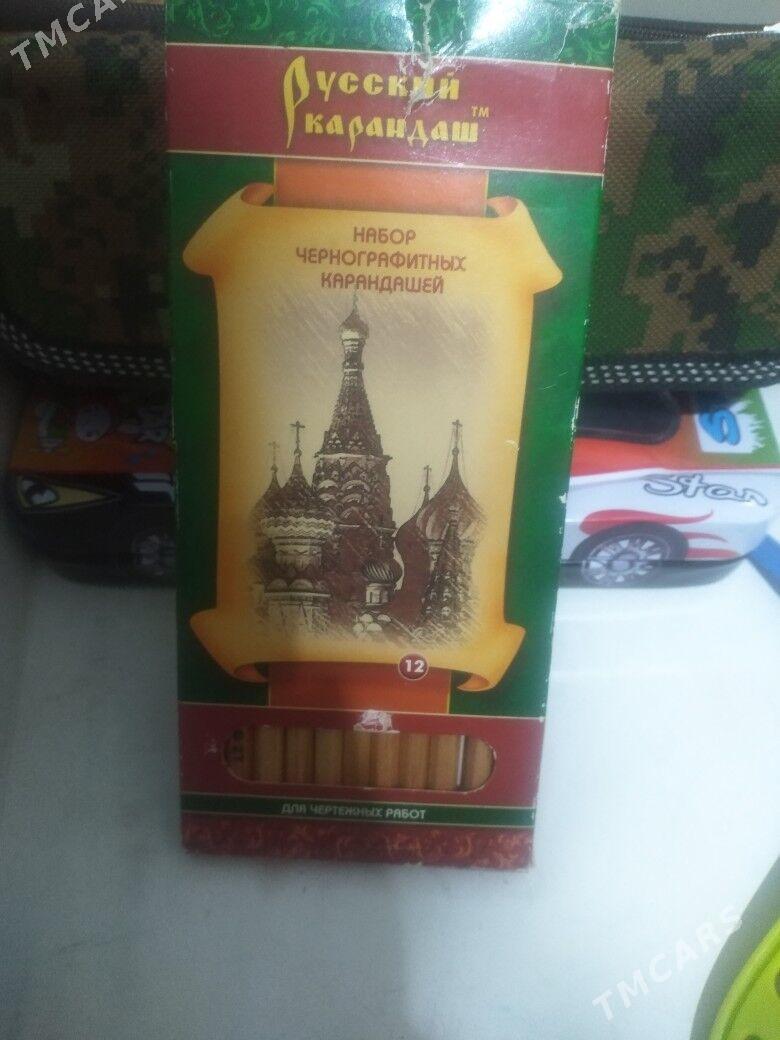 TMCARS
Русский
карандаш™
НАБОР
ЧЕРНОГРАФИТНЫХ
КАРАНДАШЕЙ
Star
12
ДЛЯ ЧЕРТЕЖНЫХ РАБОТ
TMCARS